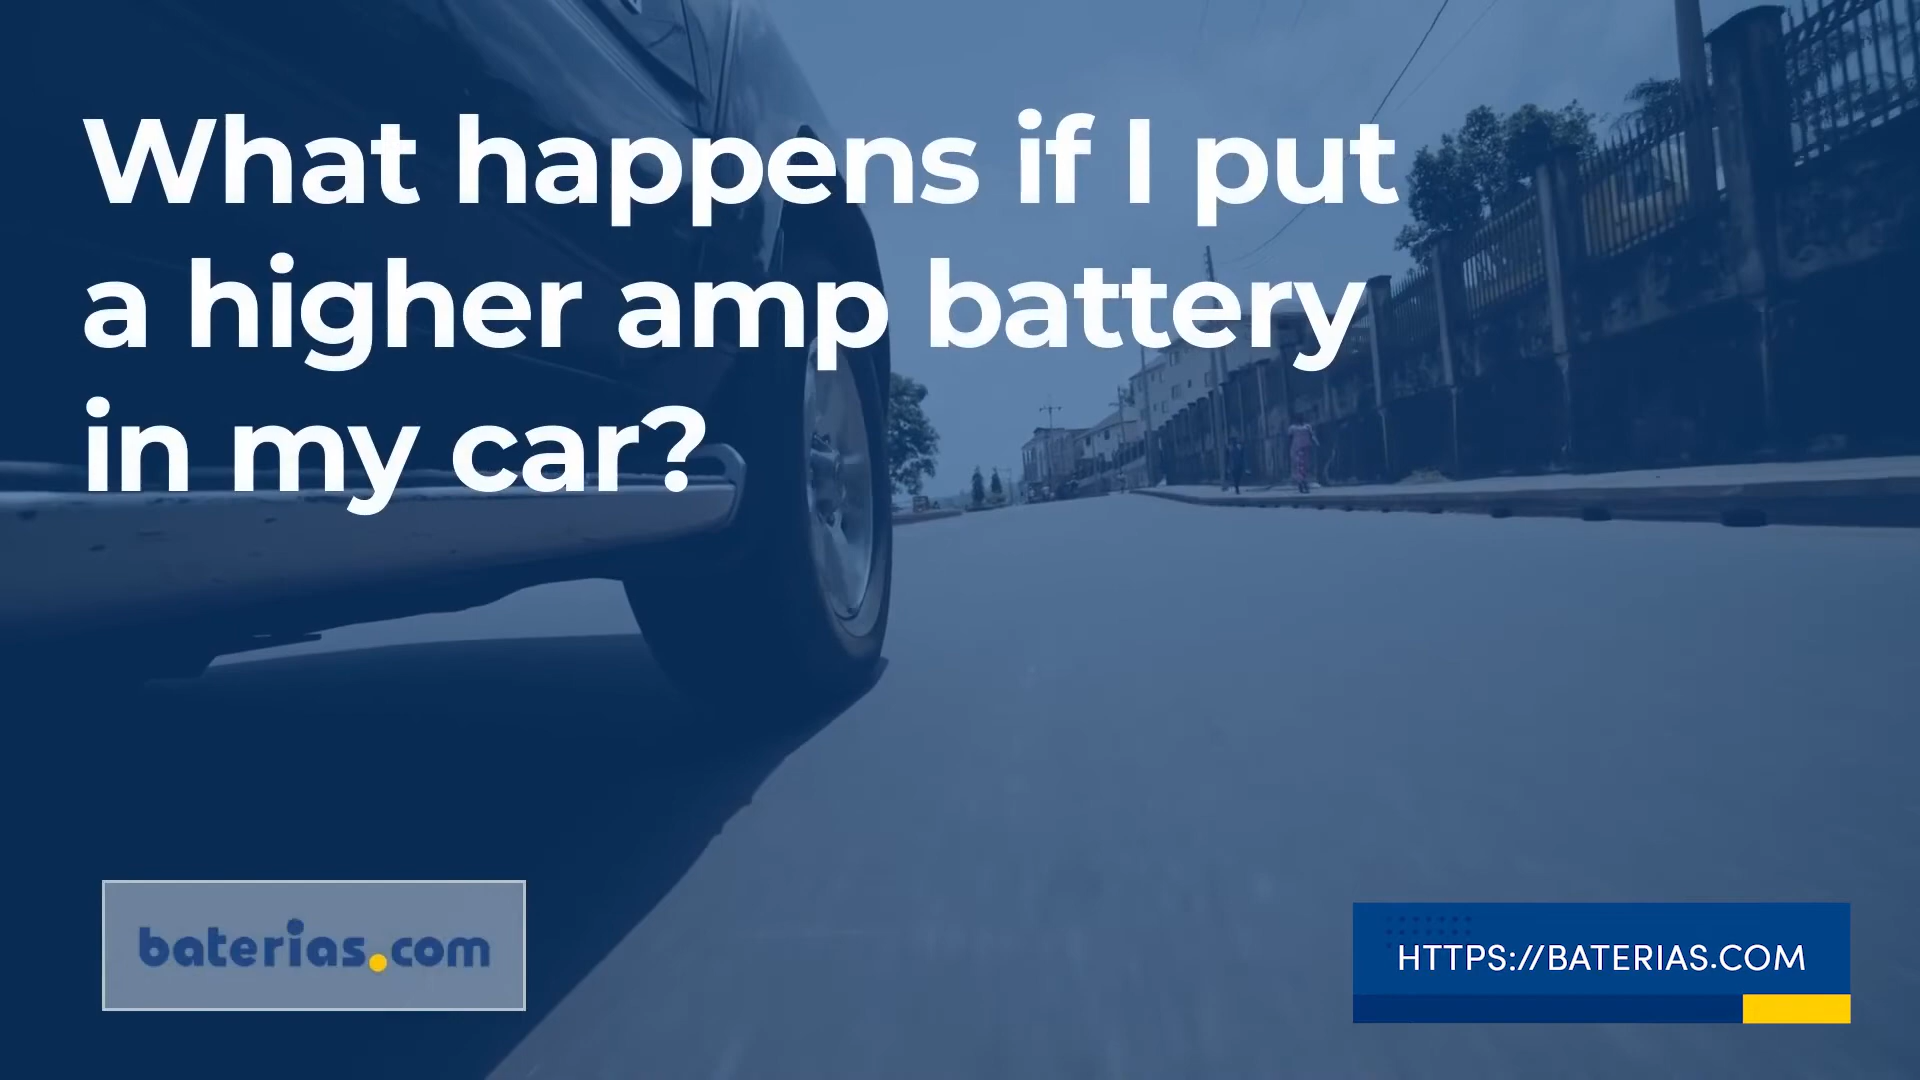 What happens if I put
a higher amp battery
in my car?
baterias.com
HTTPS://BATERIAS.COM